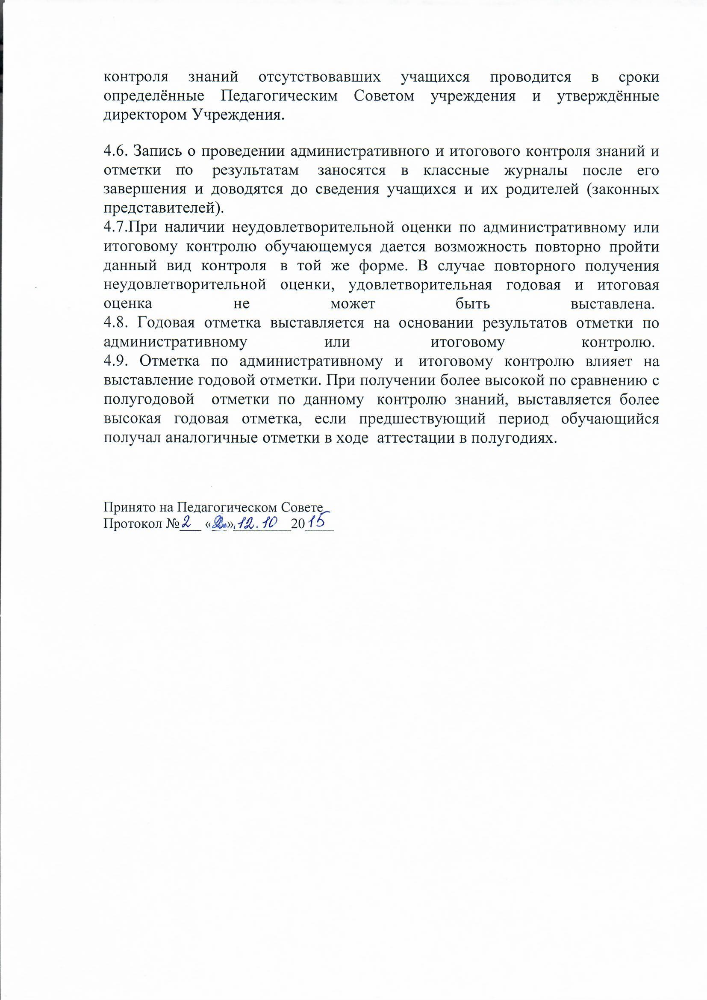 контроля знаний отсутствовавших учащихся проводится в сроки
определённые Педагогическим Советом учреждения и утверждённые
директором Учреждения.
4.6. Запись о проведении административного и итогового контроля знаний и
отметки по результатам заносятся в классные журналы после его
завершения и доводятся до сведения учащихся и их родителей (законных
представителей).
4.7.При наличии неудовлетворительной оценки по административному или
итоговому контролю обучающемуся дается возможность повторно пройти
данный вид контроля в той же форме. В случае повторного получения
неудовлетворительной оценки, удовлетворительная годовая и итоговая
оценка не может быть выставлена.
4.8. Годовая отметка выставляется на основании результатов отметки по
административному или итоговому контролю.
4.9. Отметка по административному и итоговому контролю влияет на
выставление годовой отметки. При получении более высокой по сравнению с
полугодовой отметки по данному контролю знаний, выставляется более
высокая годовая отметка, если предшествующий период обучающийся
получал аналогичные отметки в ходе аттестации в полугодиях.
Принято на Педагогическом Совете
Протокол №2 « » 12.10 2015